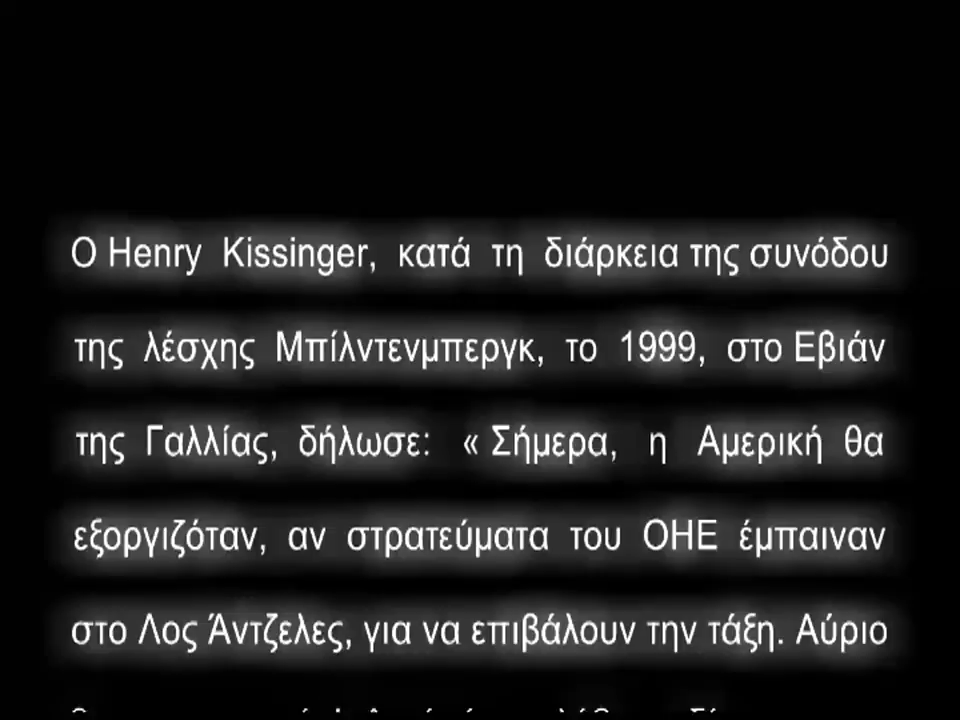 Ο Henry Kissinger, κατά τη διάρκεια της συνόδου
της λέσχης Μπίλντενμπεργκ, το 1999, στο Εβιάν
της Γαλλίας, δήλωσε: « Σήμερα, η Αμερική θα
εξοργιζόταν, αν στρατεύματα του ΟΗΕ έμπαιναν
στο Λος Άντζελες, για να επιβάλουν την τάξη. Αύριο